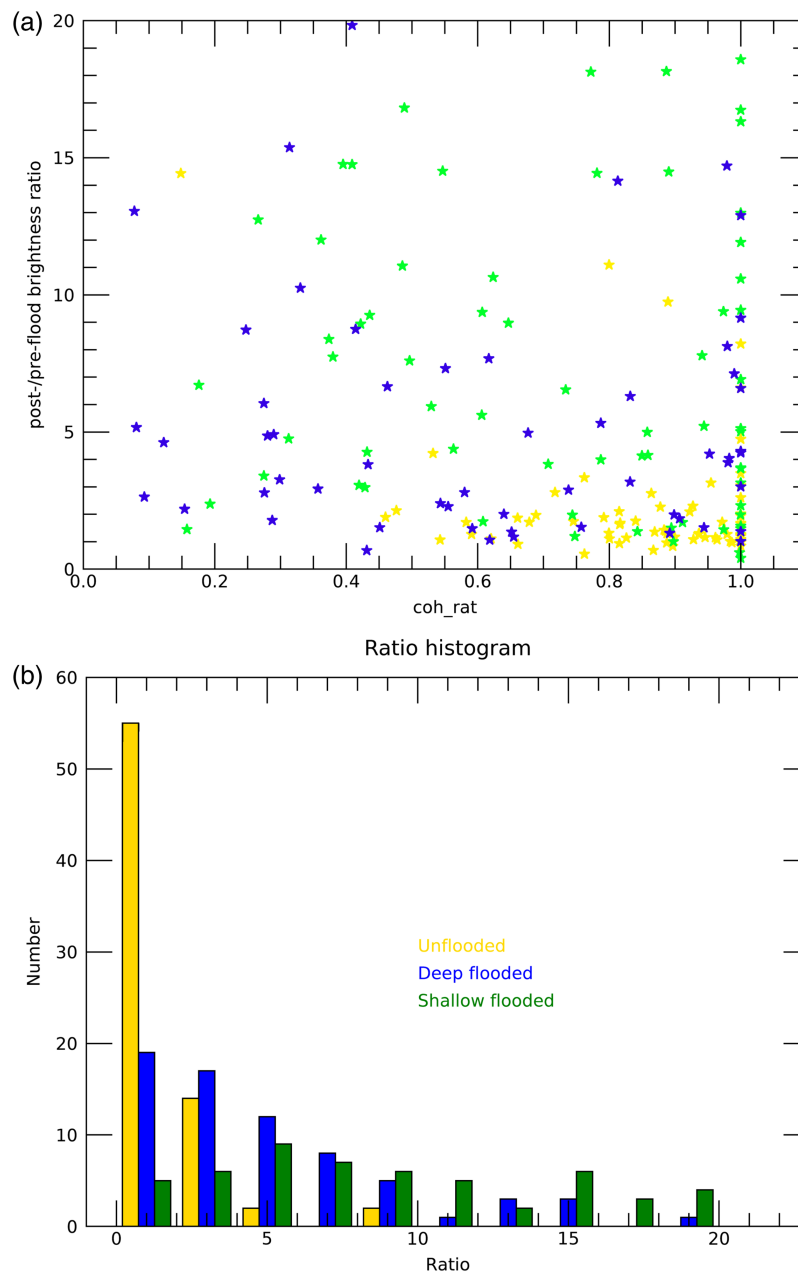 (a)
20
15
10
5
0
post-/pre-flood brightness ratio
0.0 0.2 0.4 0.6 0.8 1.0
coh_rat
Ratio histogram
(b)
60
50
40
30
20
10
0
Number
Unflooded
Deep flooded
Shallow flooded
0 5 10 15 20
Ratio